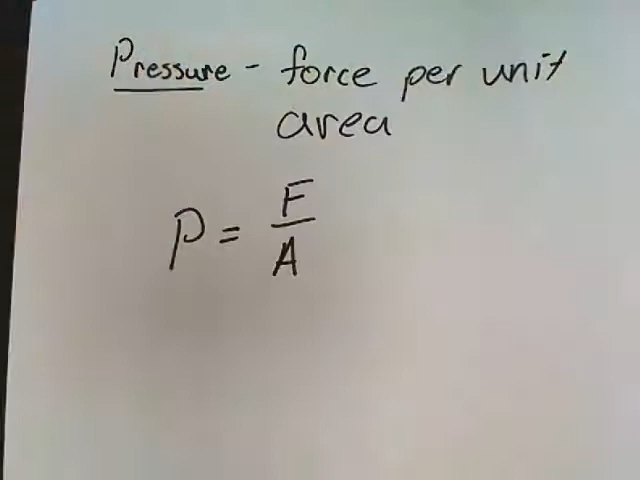 Pressure - force per unit
area
P = F/A